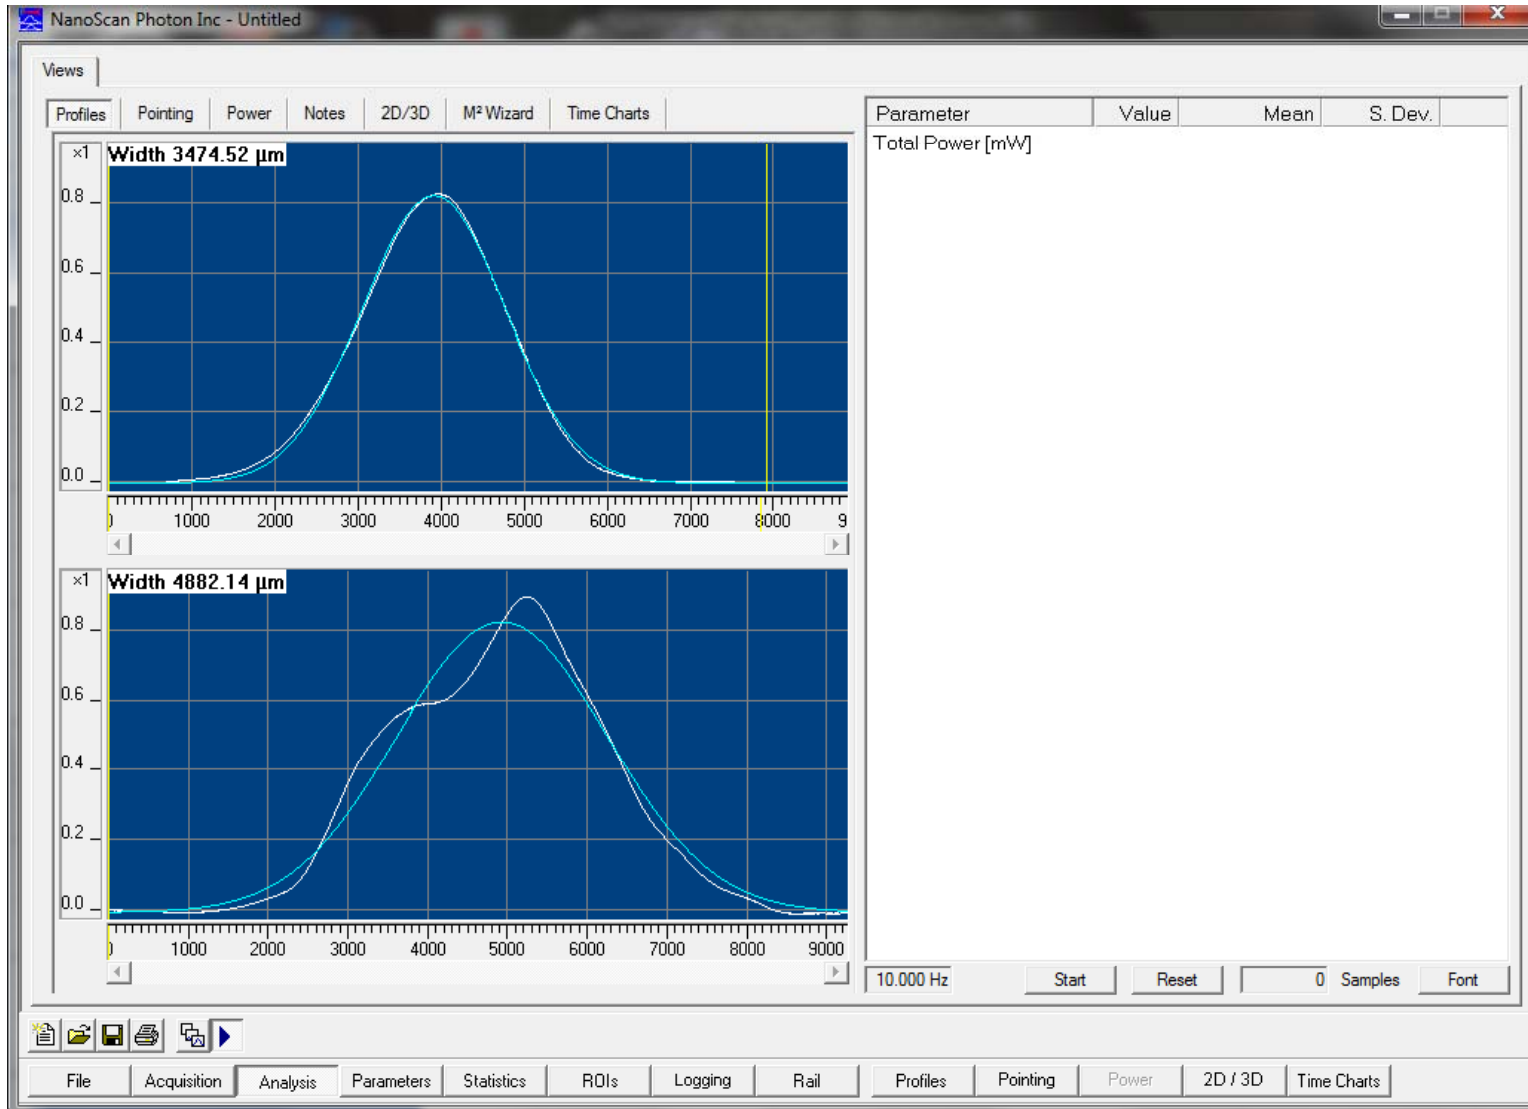 NanoScan Photon Inc - Untitled
Views
Profiles Pointing Power Notes 2D/3D M² Wizard Time Charts
Parameter Value Mean S. Dev.
Total Power [mW]
×1 Width 3474.52 µm
0.8
0.6
0.4
0.2
0.0
1000 2000 3000 4000 5000 6000 7000 8000 9
×1 Width 4882.14 µm
0.8
0.6
0.4
0.2
0.0
1000 2000 3000 4000 5000 6000 7000 8000 9000
10.000 Hz Start Reset 0 Samples Font
File Acquisition Analysis Parameters Statistics ROIs Logging Rail Profiles Pointing Power 2D / 3D Time Charts